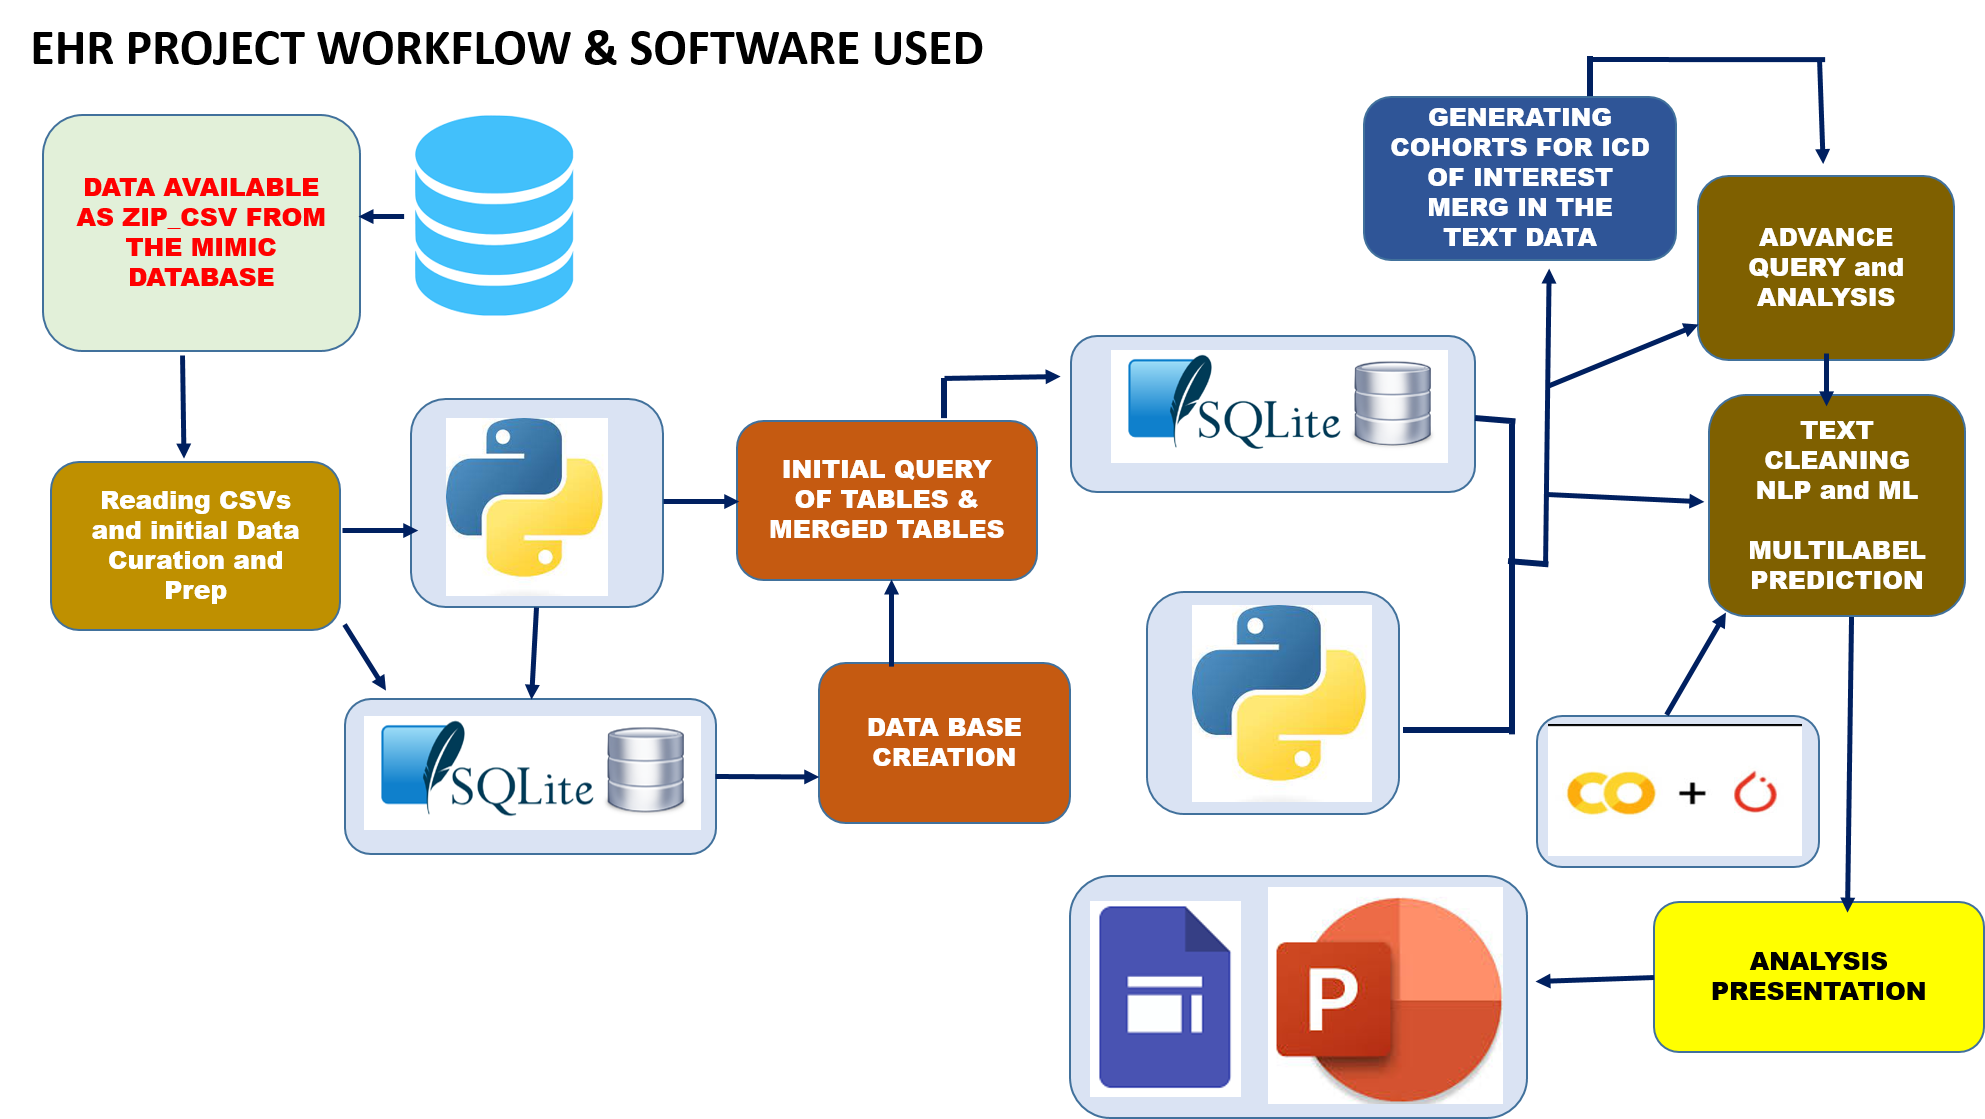 EHR PROJECT WORKFLOW & SOFTWARE USED
DATA AVAILABLE
AS ZIP_CSV FROM
THE MIMIC
DATABASE
Reading CSVs
and initial Data
Curation and
Prep
SQLite
DATA BASE
CREATION
INITIAL QUERY
OF TABLES &
MERGED TABLES
SQLite
GENERATING
COHORTS FOR ICD
OF INTEREST
MERG IN THE
TEXT DATA
ADVANCE
QUERY and
ANALYSIS
TEXT
CLEANING
NLP and ML
MULTILABEL
PREDICTION
+
ANALYSIS
PRESENTATION
P